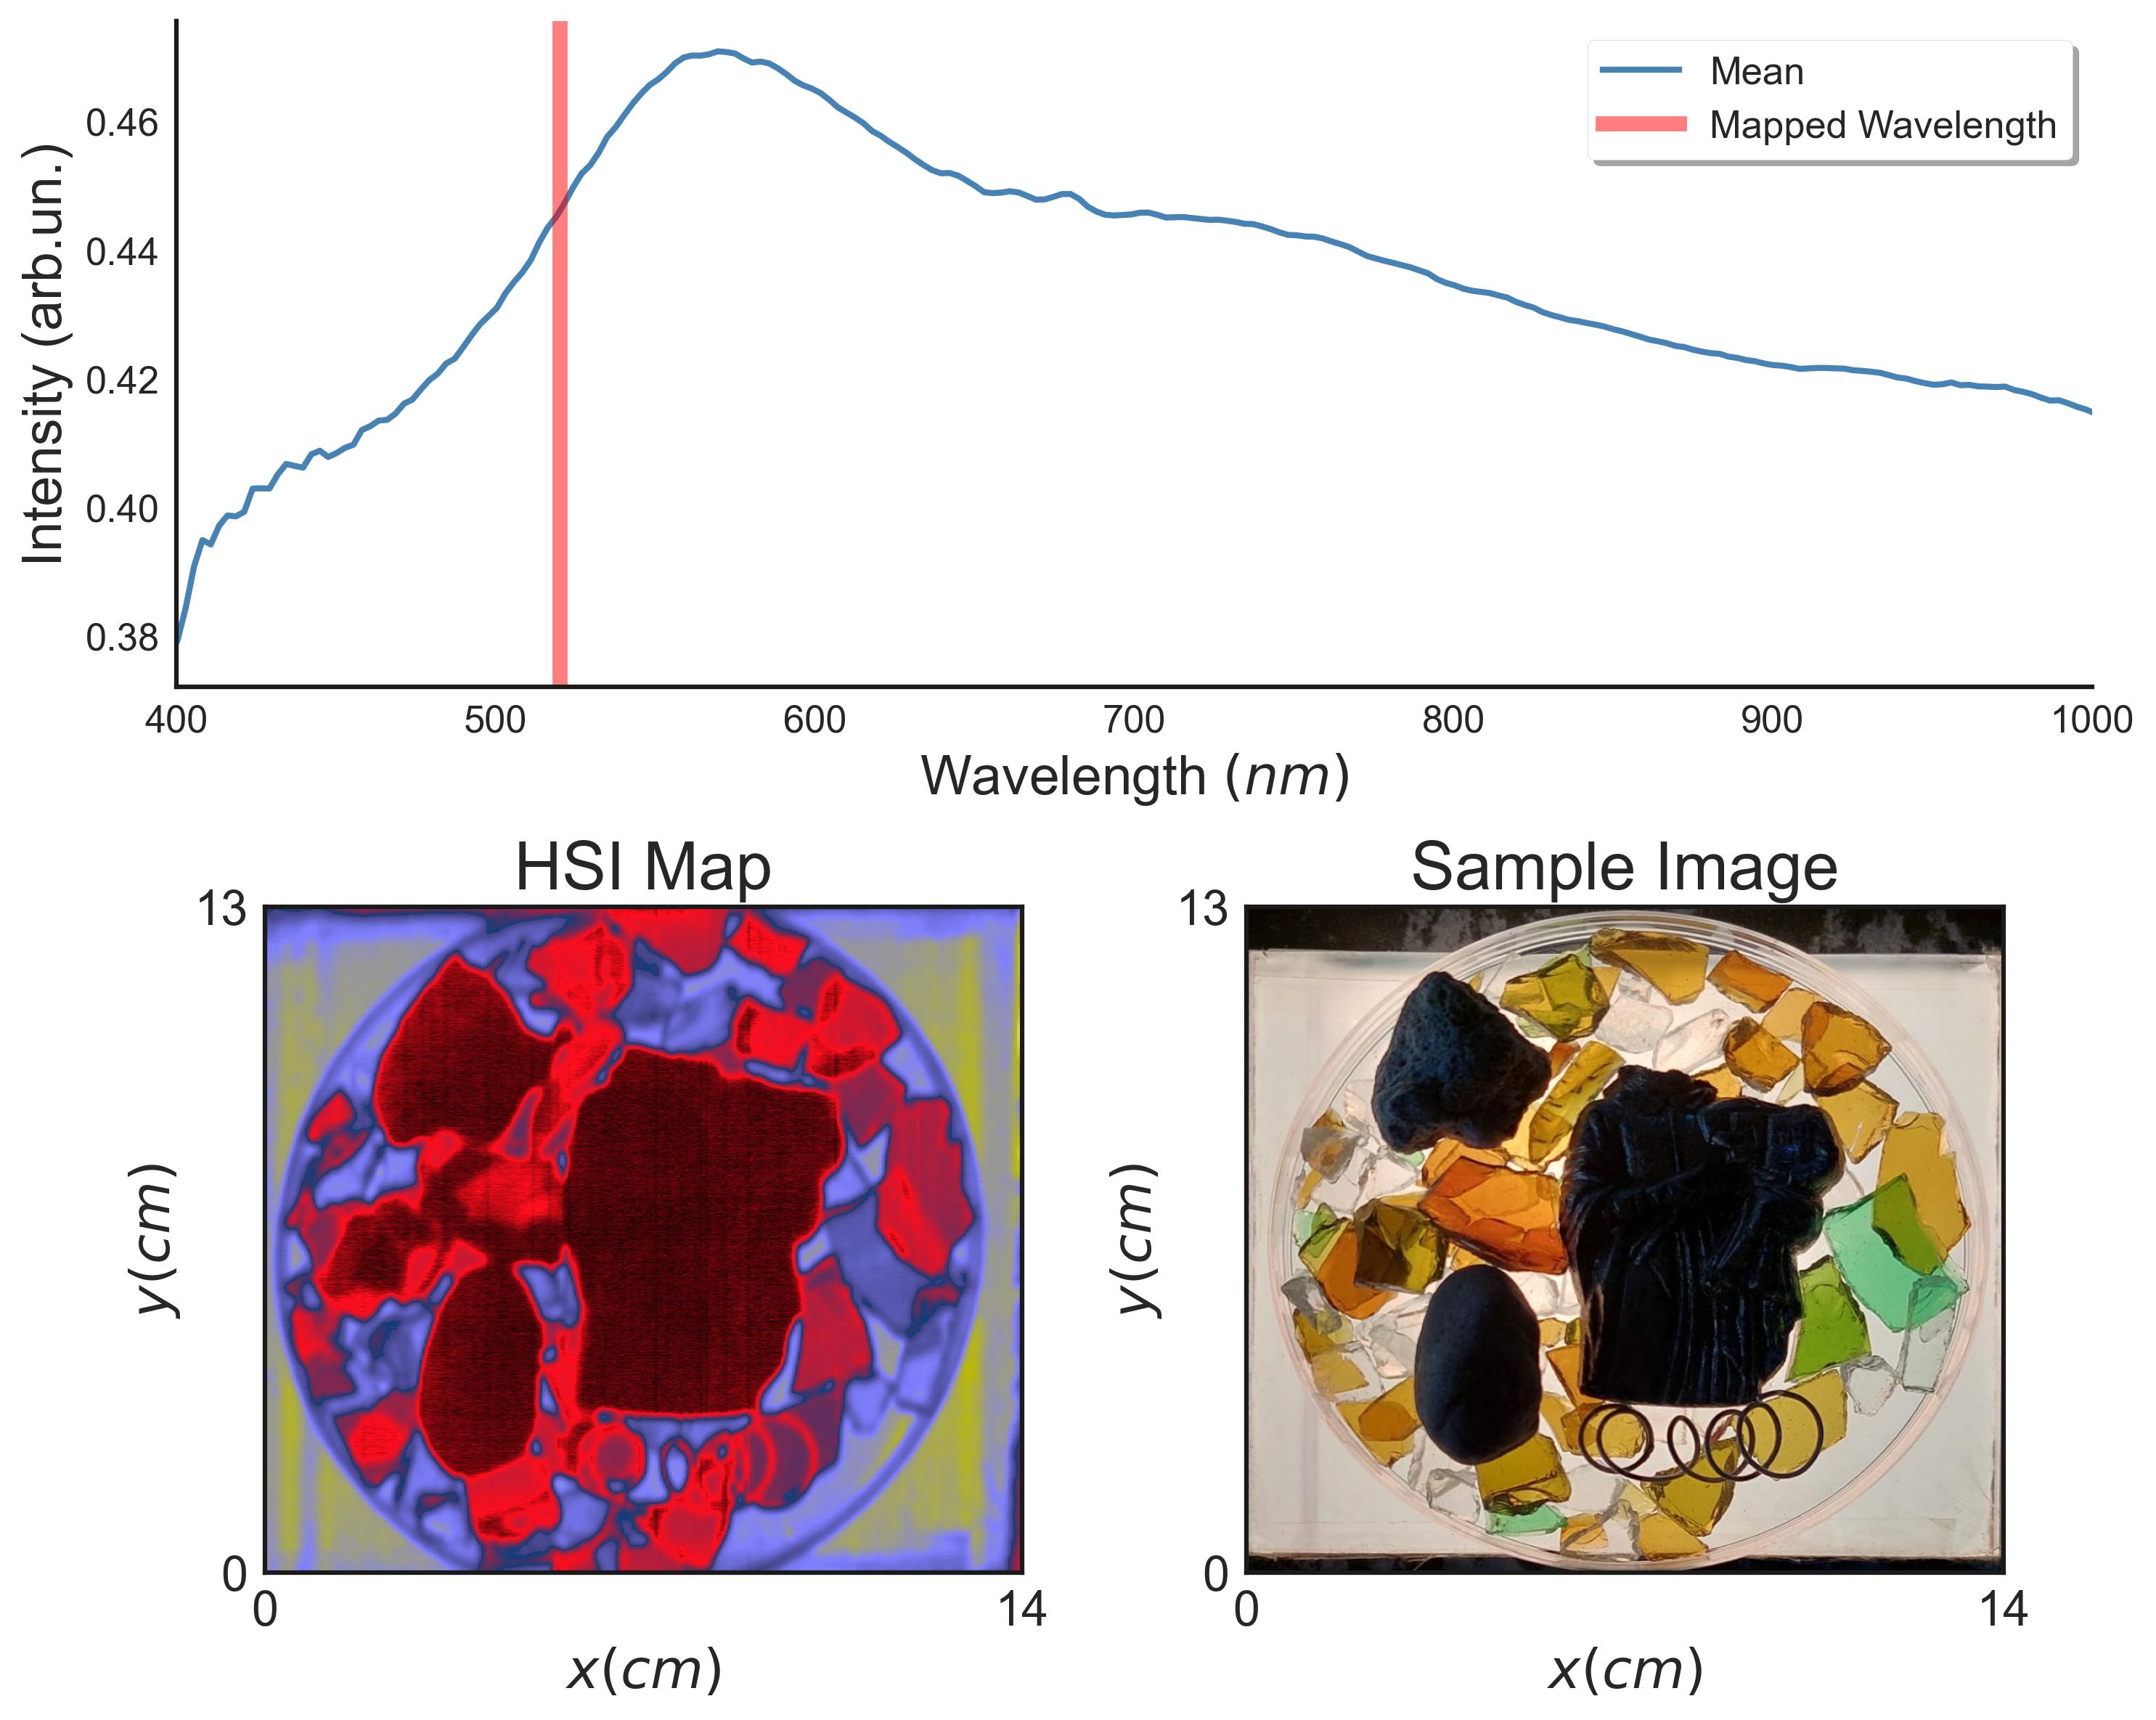 Mean
Mapped Wavelength
Intensity (arb.un.)
0.46
0.44
0.42
0.40
0.38
400 500 600 700 800 900 1000
Wavelength (nm)
HSI Map
13
0
y(cm)
0 14
x(cm)
Sample Image
13
0
y(cm)
0 14
x(cm)